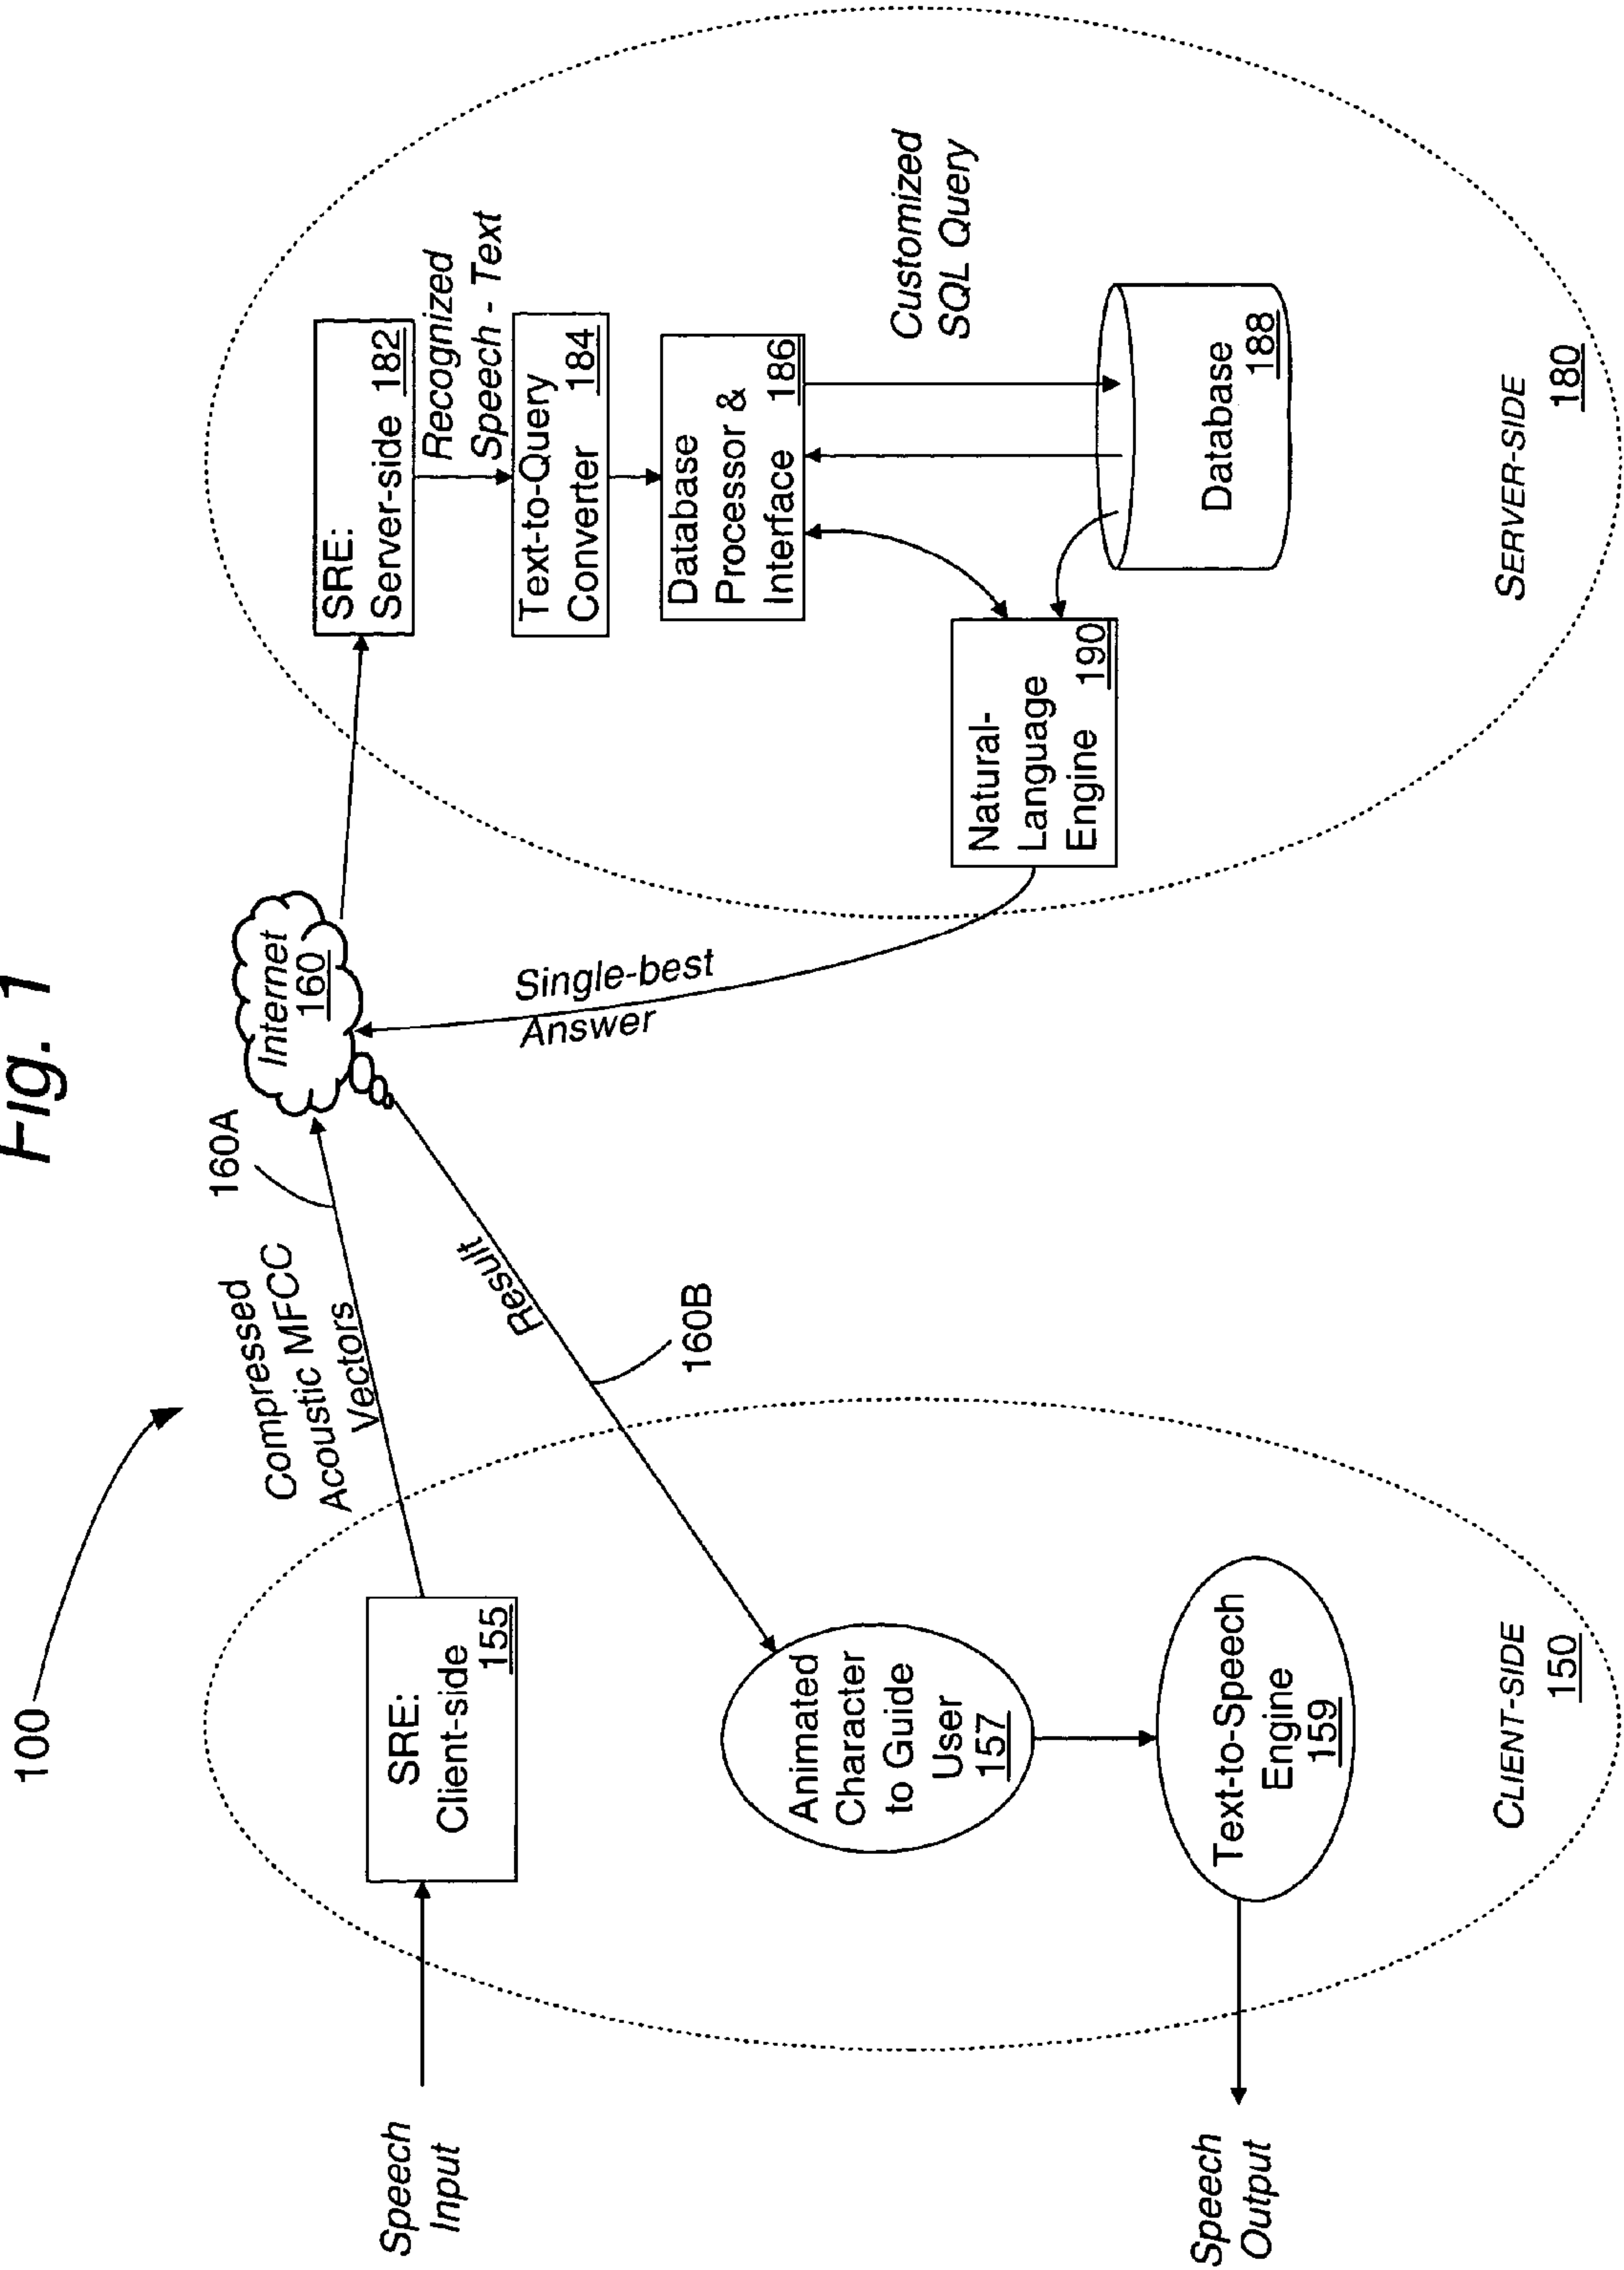 Fig. 1
100
Speech
Input
SRE:
Client-side
155
Compressed
Acoustic MFCC
Vectors
160A
Internet
160
SRE:
Server-side 182
Recognized
Speech - Text
Text-to-Query
Converter 184
Database
Processor &
Interface 186
Customized
SQL Query
Database
188
Natural-
Language
Engine 190
Single-best
Answer
Result
160B
Animated
Character
to Guide
User
157
Text-to-Speech
Engine
159
Speech
Output
CLIENT-SIDE
150
SERVER-SIDE
180